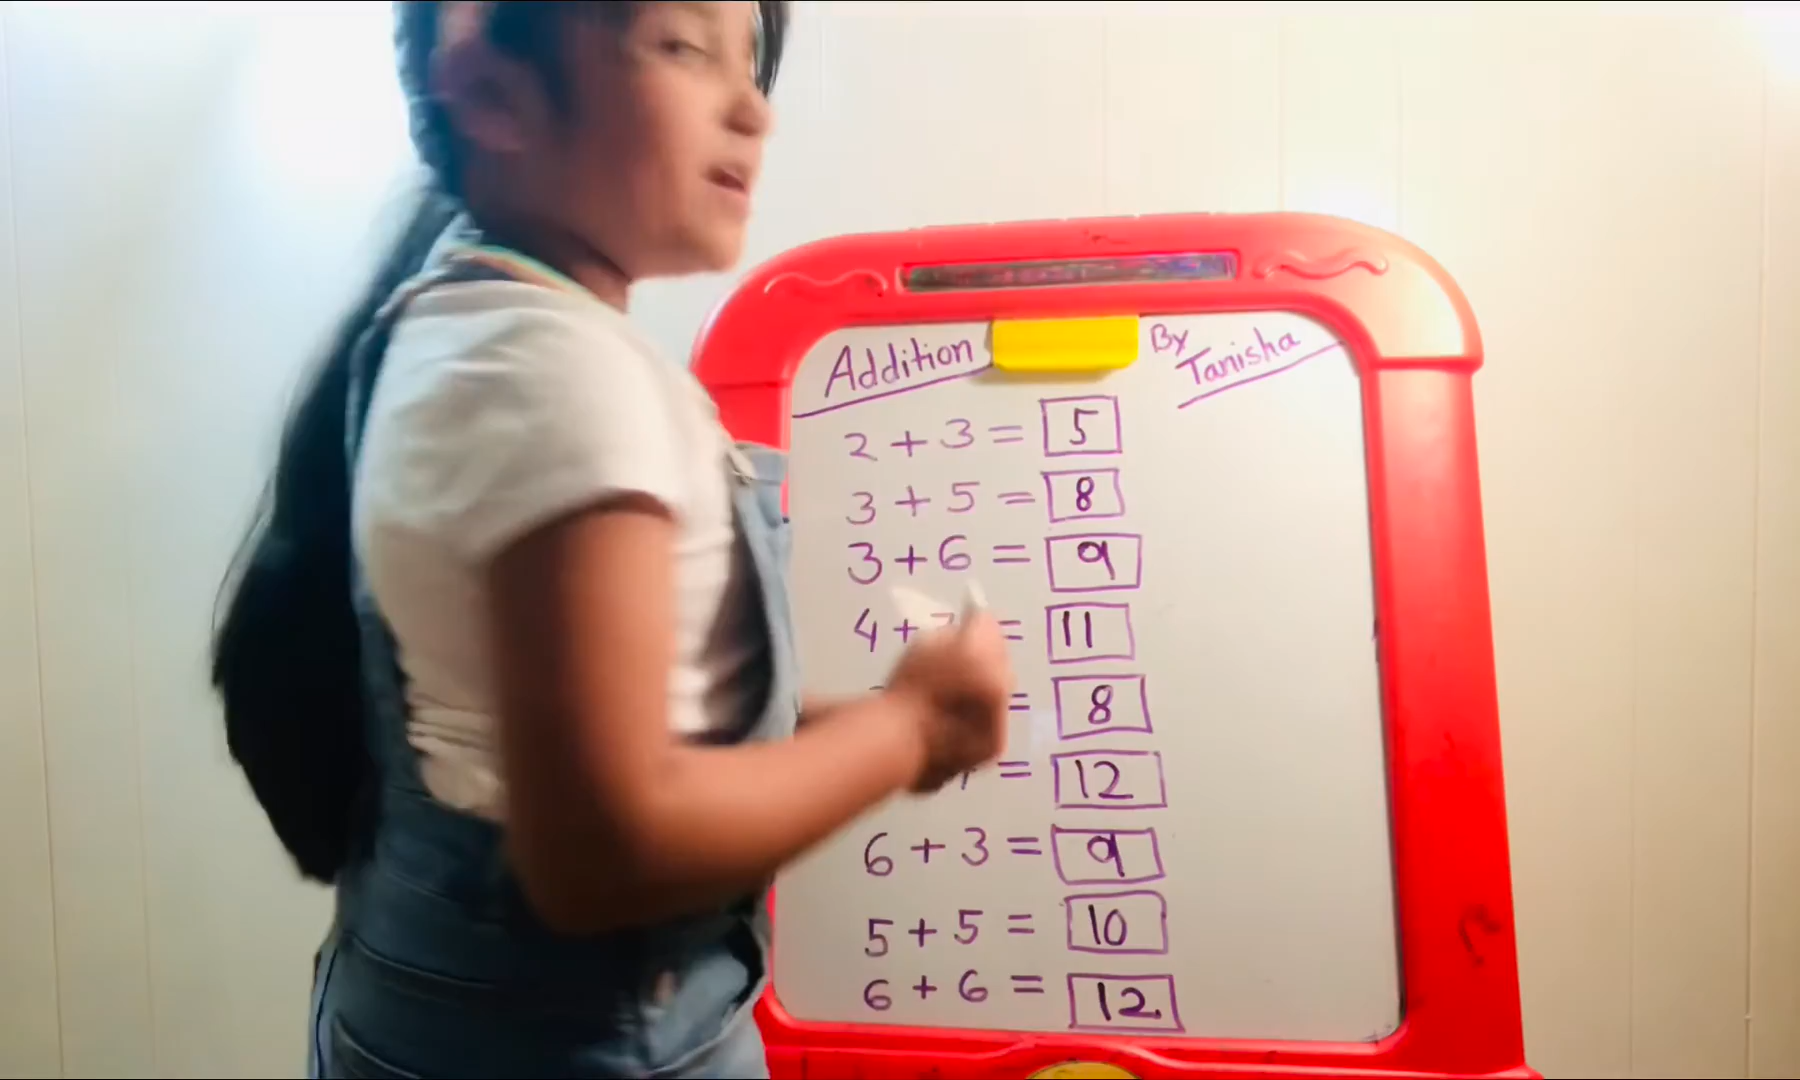 Addition By Tanisha
2 + 3 = 5
3 + 5 = 8
3 + 6 = 9
4 + = 11
= 8
= 12
6 + 3 = 9
5 + 5 = 10
6 + 6 = 12